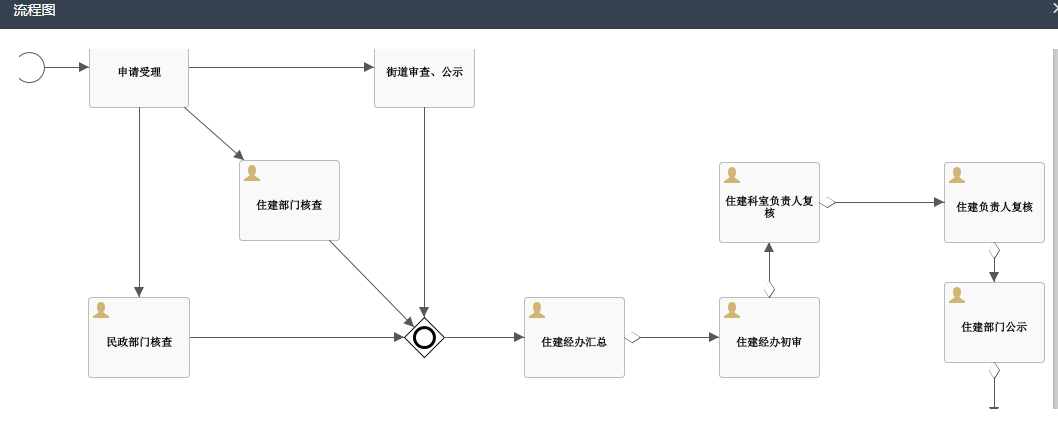 流程图
申请受理
街道审查、公示
住建部门核查
住建科室负责人复
核
住建负责人复核
民政部门核查
住建经办汇总
住建经办初审
住建部门公示